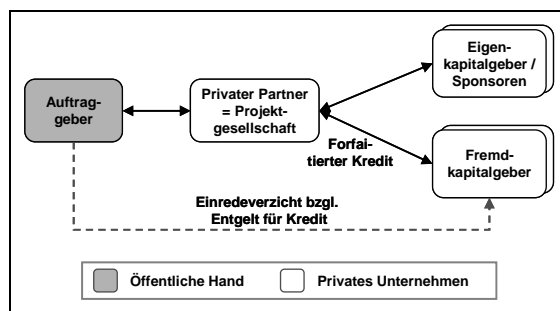 Eigen-
kapitalgeber /
Sponsoren
Auftrag-
geber
Privater Partner
= Projekt-
gesellschaft
Forfai-
tierter Kredit
Fremd-
kapitalgeber
Einredeverzicht bzgl.
Entgelt für Kredit
Öffentliche Hand
Privates Unternehmen